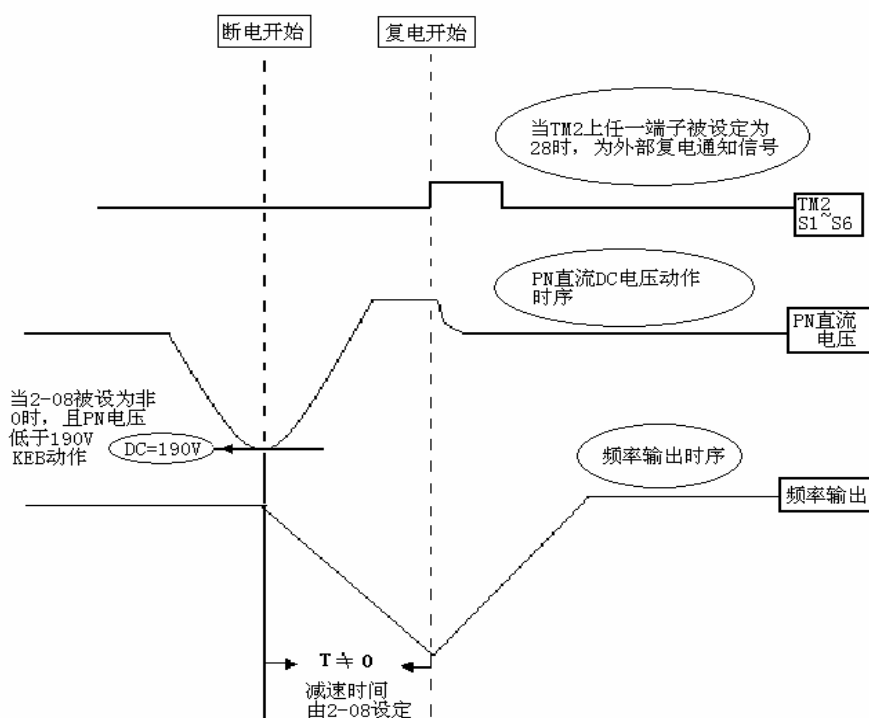 断电开始
复电开始
当TM2上任一端子被设定为
28时，为外部复电通知信号
TM2
S1~S6
PN直流DC电压动作
时序
PN直流
电压
当2-08被设为非
0时，且PN电压
低于190V
KEB动作
DC=190V
频率输出时序
频率输出
T≒0
减速时间
由2-08设定